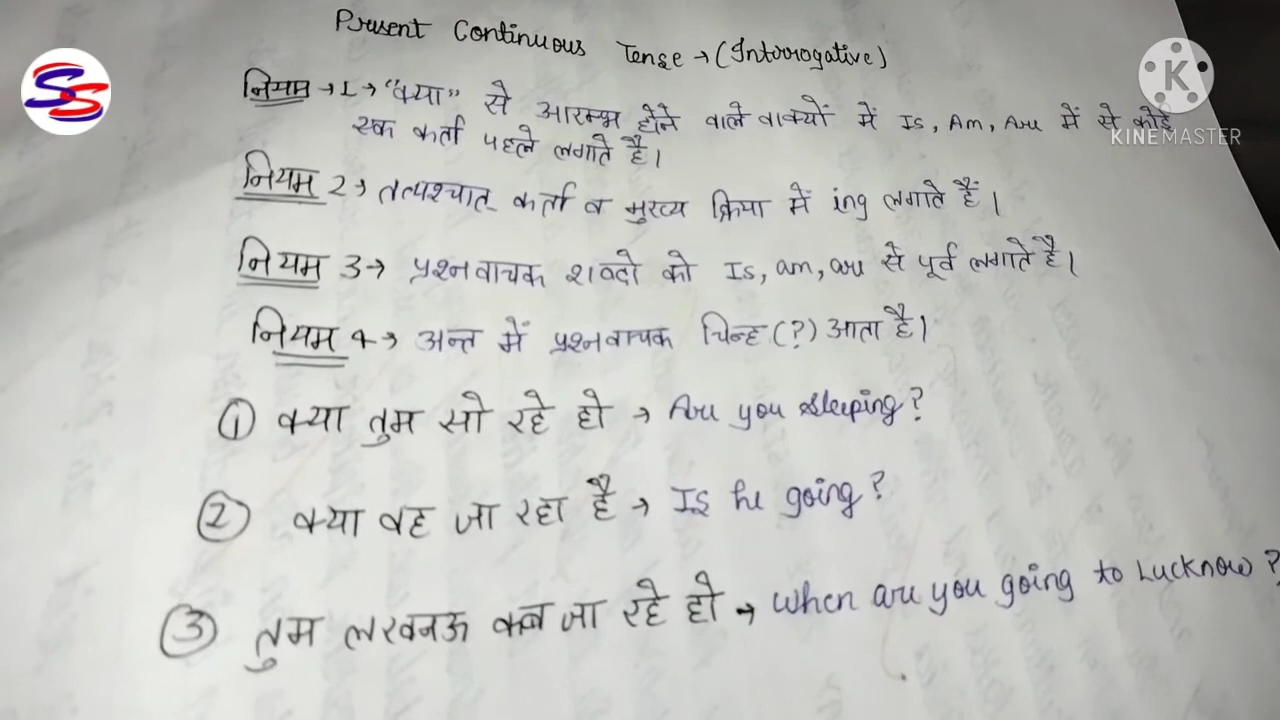 Present Continuous Tense → (Interrogative)
नियम → 1 → "क्या" से आरम्भ होने वाले वाक्यों में Is, Am, Are में से कोई
एक कर्ता पहले लगाते है।
नियम 2 → तत्पश्चात् कर्ता व मुख्य क्रिया में ing लगाते हैं।
नियम 3 → प्रश्नवाचक शब्दो को Is, am, are से पूर्व लगाते है।
नियम 4 → अन्त में प्रश्नवाचक चिन्ह (?) आता है।
① क्या तुम सो रहे हो → Are you sleeping?
② क्या वह जा रहा है → Is he going?
③ तुम लखनऊ कब जा रहे हो → When are you going to Lucknow?
SS
K
KINEMASTER